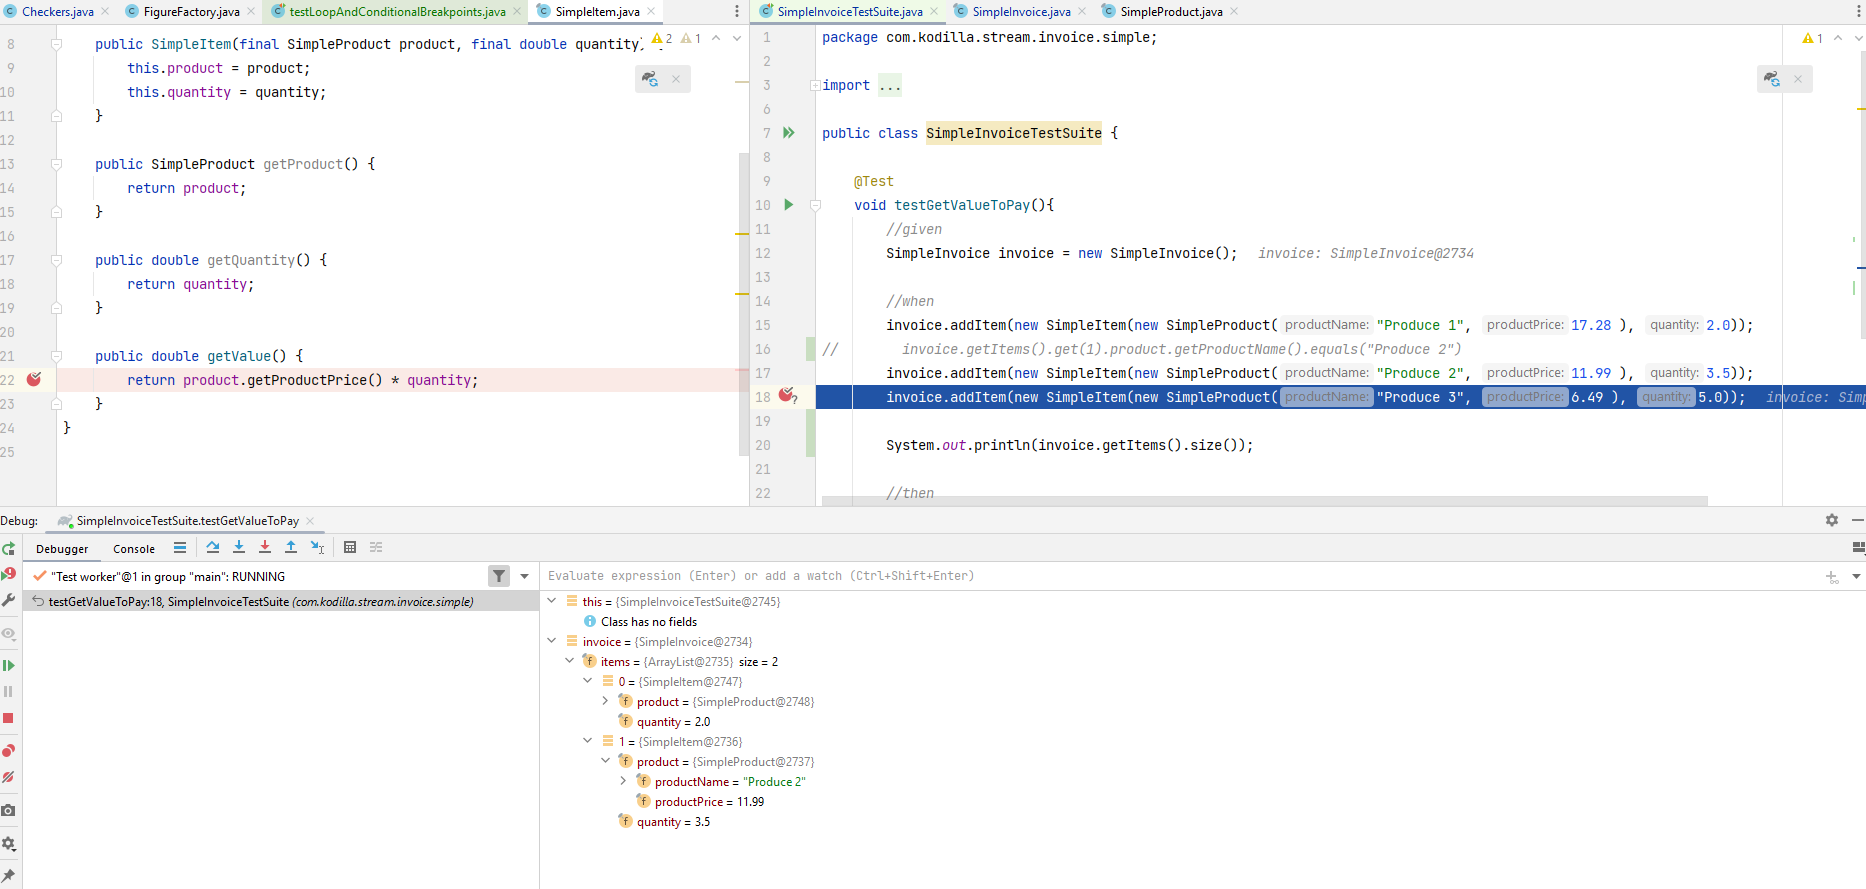 Checkers.java FigureFactory.java testLoopAndConditionalBreakpoints.java SimpleItem.java SimpleInvoiceTestSuite.java SimpleInvoice.java SimpleProduct.java
8 public SimpleItem(final SimpleProduct product, final double quantity) {
2 1
9 this.product = product;
10 this.quantity = quantity;
11 }
12
13 public SimpleProduct getProduct() {
14 return product;
15 }
16
17 public double getQuantity() {
18 return quantity;
19 }
20
21 public double getValue() {
22 return product.getProductPrice() * quantity;
23 }
24 }
25
1 package com.kodilla.stream.invoice.simple;
1
2
3 import ...
6
7 public class SimpleInvoiceTestSuite {
8
9 @Test
10 void testGetValueToPay(){
11 //given
12 SimpleInvoice invoice = new SimpleInvoice(); invoice: SimpleInvoice@2734
13
14 //when
15 invoice.addItem(new SimpleItem(new SimpleProduct( productName: "Produce 1", productPrice: 17.28 ), quantity: 2.0));
16 // invoice.getItems().get(1).product.getProductName().equals("Produce 2")
17 invoice.addItem(new SimpleItem(new SimpleProduct( productName: "Produce 2", productPrice: 11.99 ), quantity: 3.5));
18 invoice.addItem(new SimpleItem(new SimpleProduct( productName: "Produce 3", productPrice: 6.49 ), quantity: 5.0)); invoice: Simp
19
20 System.out.println(invoice.getItems().size());
21
22 //then
Debug: SimpleInvoiceTestSuite.testGetValueToPay
Debugger Console
"Test worker"@1 in group "main": RUNNING
testGetValueToPay:18, SimpleInvoiceTestSuite (com.kodilla.stream.invoice.simple)
Evaluate expression (Enter) or add a watch (Ctrl+Shift+Enter)
this = {SimpleInvoiceTestSuite@2745}
Class has no fields
invoice = {SimpleInvoice@2734}
items = {ArrayList@2735} size = 2
0 = {SimpleItem@2747}
product = {SimpleProduct@2748}
quantity = 2.0
1 = {SimpleItem@2736}
product = {SimpleProduct@2737}
productName = "Produce 2"
productPrice = 11.99
quantity = 3.5